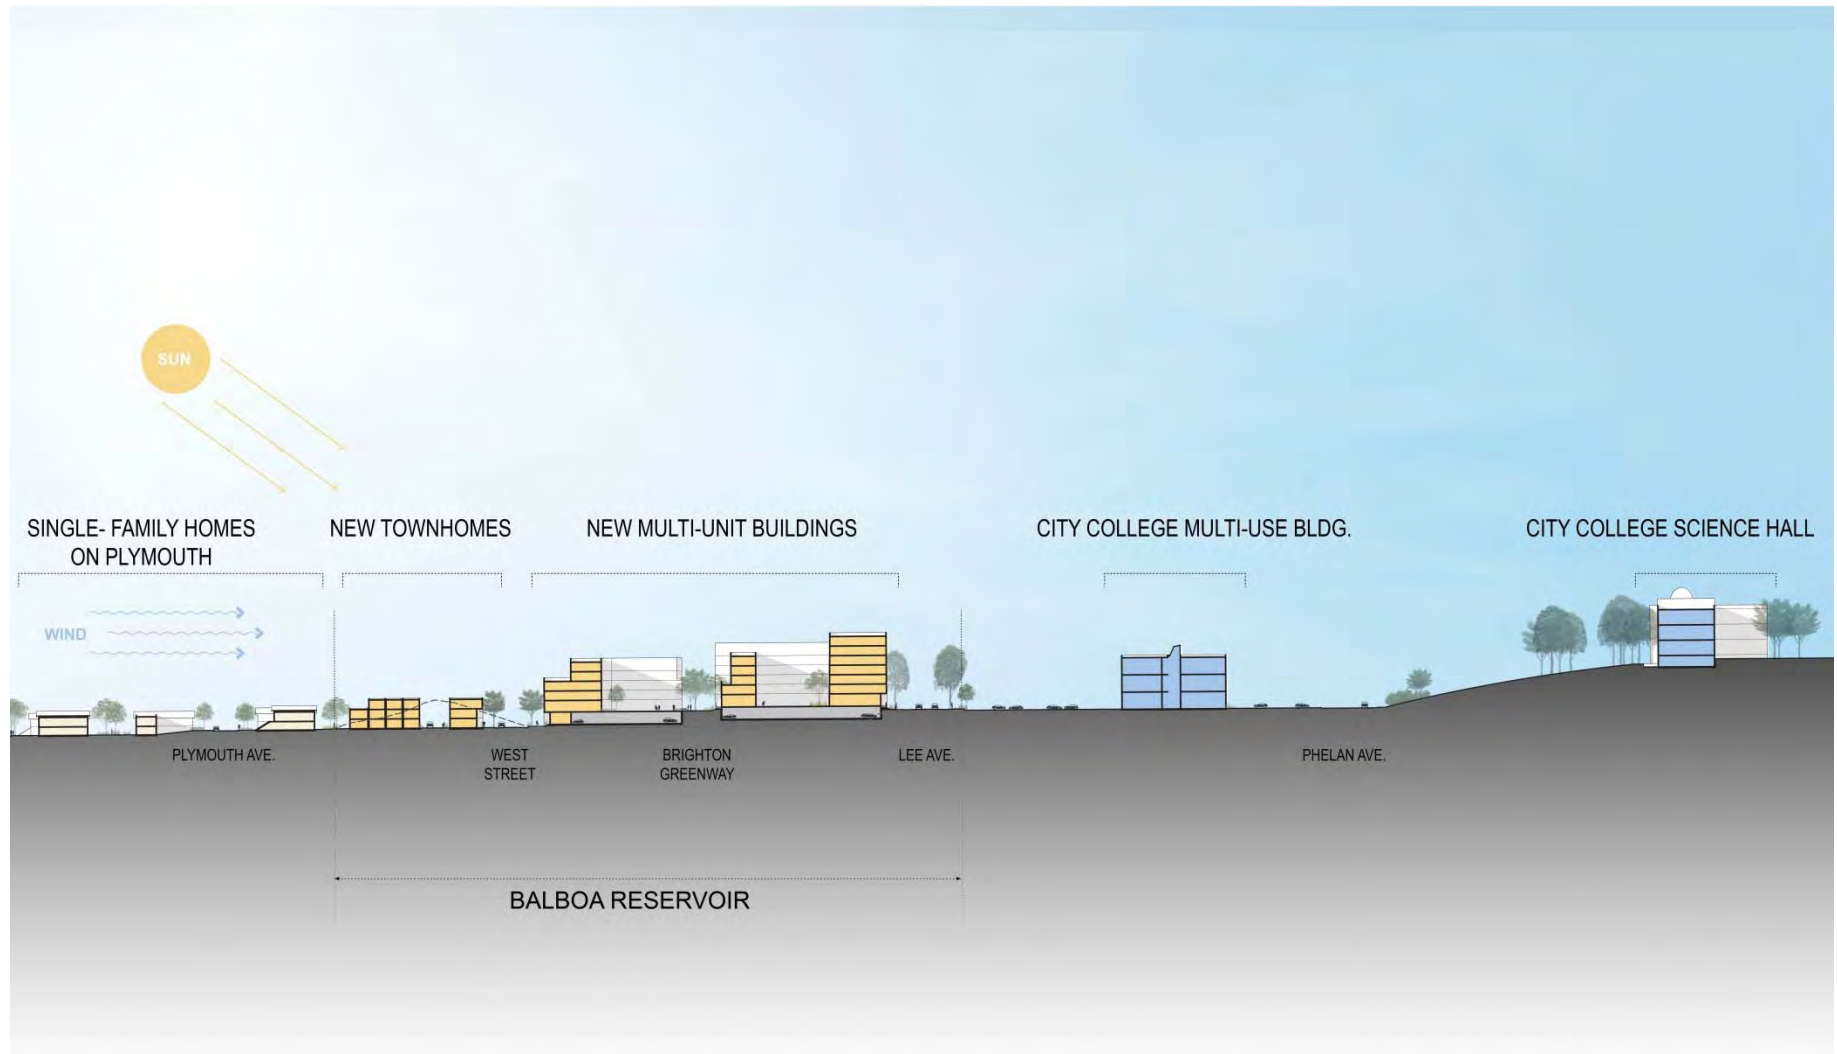 SUN
SINGLE- FAMILY HOMES
ON PLYMOUTH
NEW TOWNHOMES
NEW MULTI-UNIT BUILDINGS
CITY COLLEGE MULTI-USE BLDG.
CITY COLLEGE SCIENCE HALL
WIND
PLYMOUTH AVE.
WEST
STREET
BRIGHTON
GREENWAY
LEE AVE.
PHELAN AVE.
BALBOA RESERVOIR